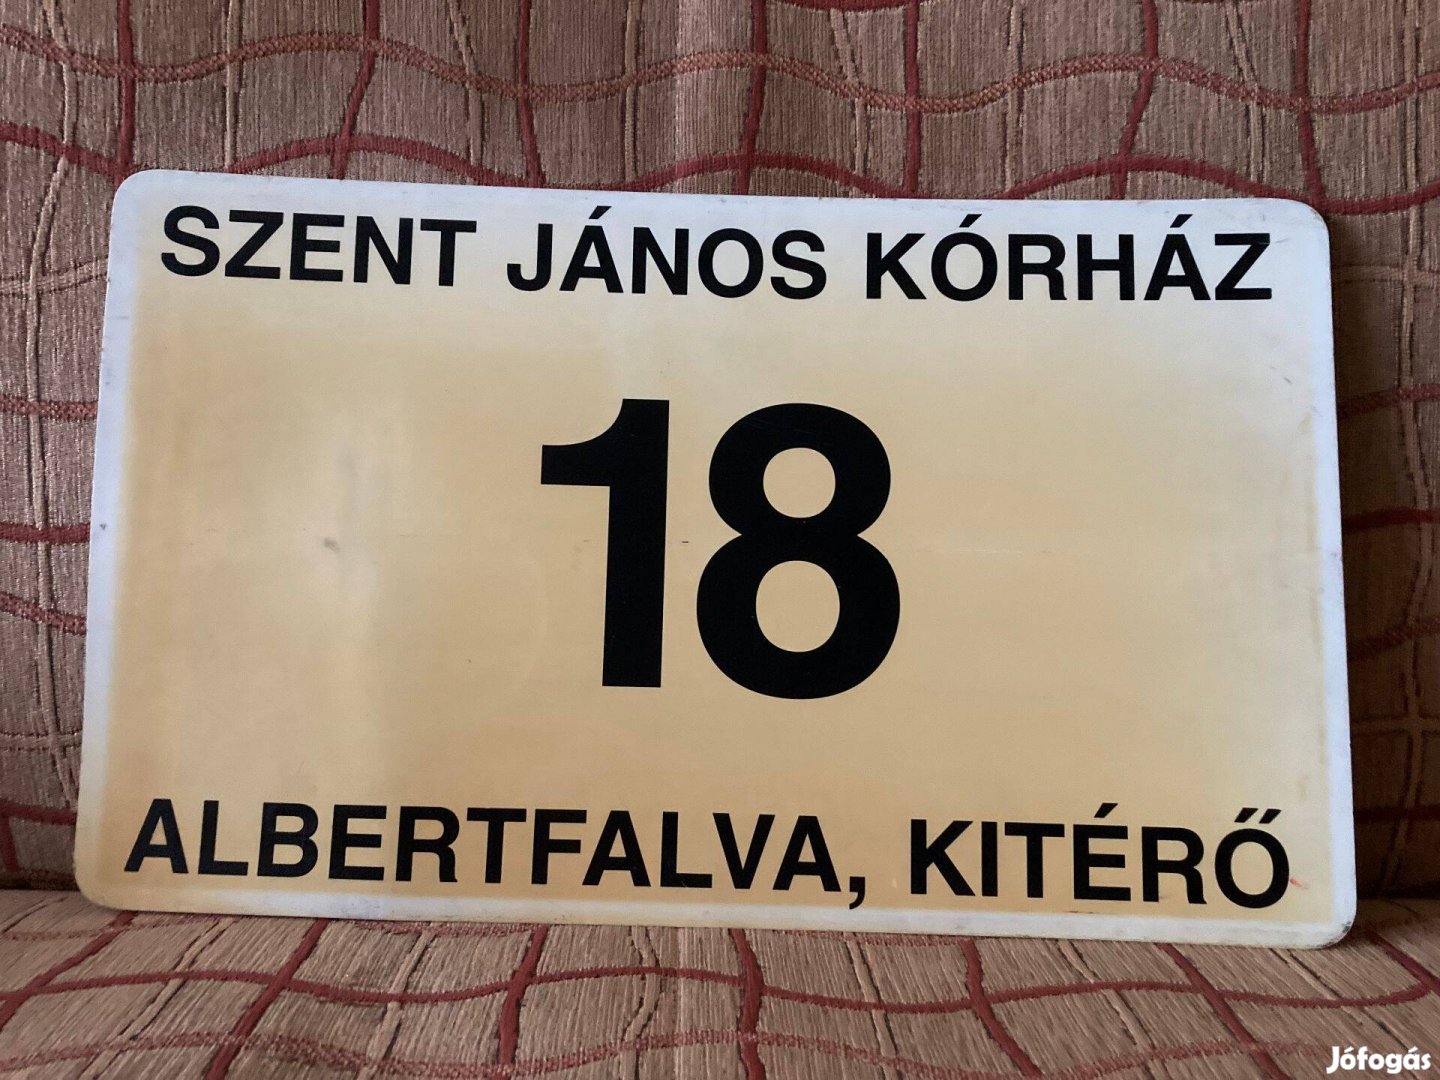 SZENT JÁNOS KÓRHÁZ
18
ALBERTFALVA, KITÉRŐ
Jófogás